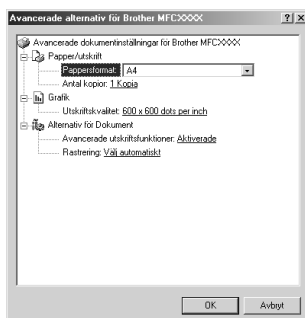 Avancerade alternativ för Brother MFCXXXX
Avancerade dokumentinställningar för Brother MFCXXXX
Papper/utskrift
Pappersformat: A4
Antal kopior: 1 Kopia
Grafik
Utskriftskvalitet: 600 x 600 dots per inch
Alternativ för Dokument
Avancerade utskriftsfunktioner: Aktiverade
Rastrering: Välj automatiskt
OK Avbryt